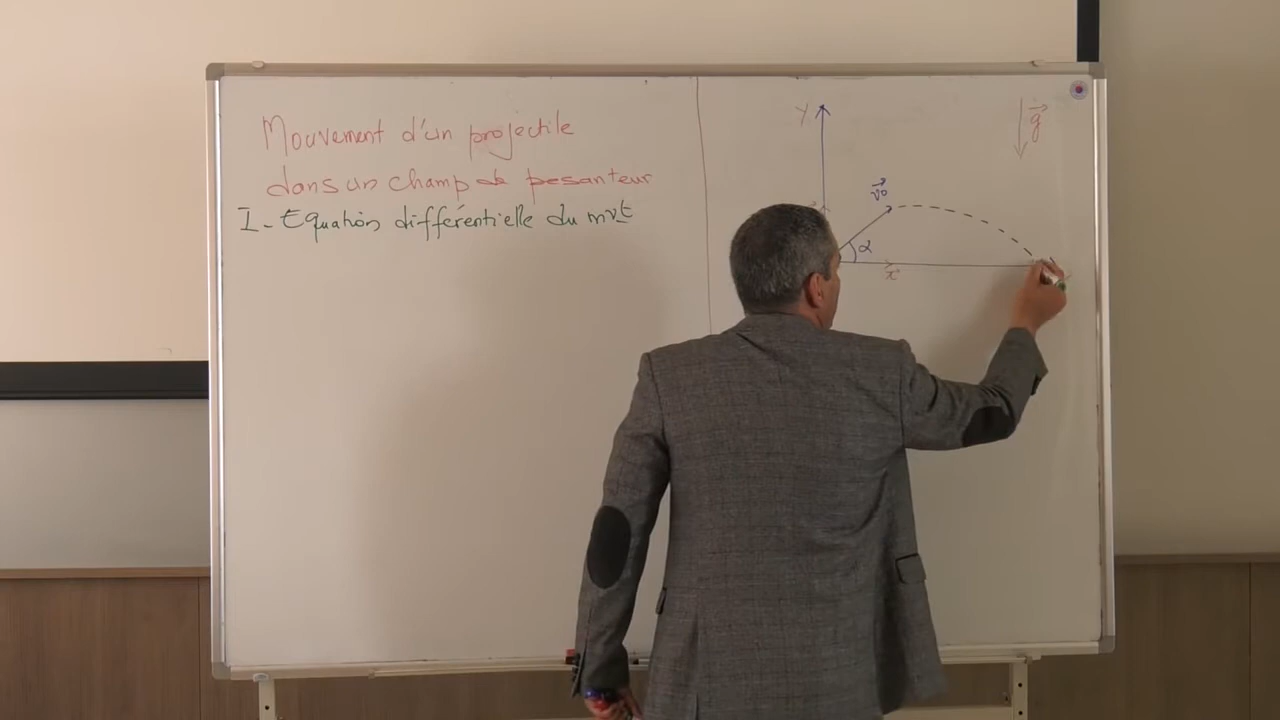 Mouvement d'un projectile
dans un champ de pesanteur
I - Equation différentielle du mvt
y
g
v0
α
x